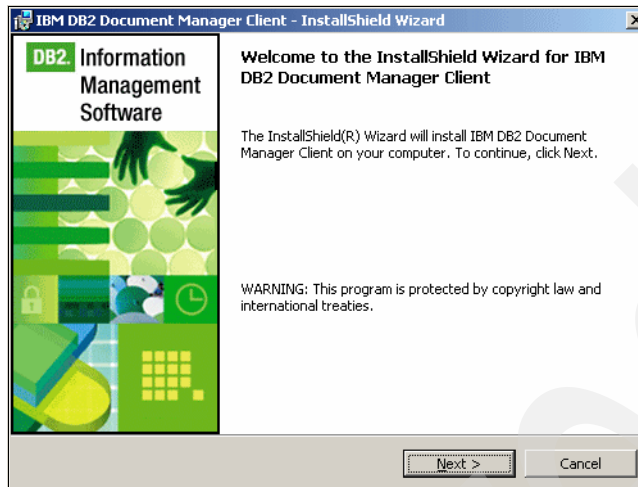 IBM DB2 Document Manager Client - InstallShield Wizard
DB2. Information
Management
Software
Welcome to the InstallShield Wizard for IBM
DB2 Document Manager Client
The InstallShield(R) Wizard will install IBM DB2 Document
Manager Client on your computer. To continue, click Next.
WARNING: This program is protected by copyright law and
international treaties.
Next >
Cancel